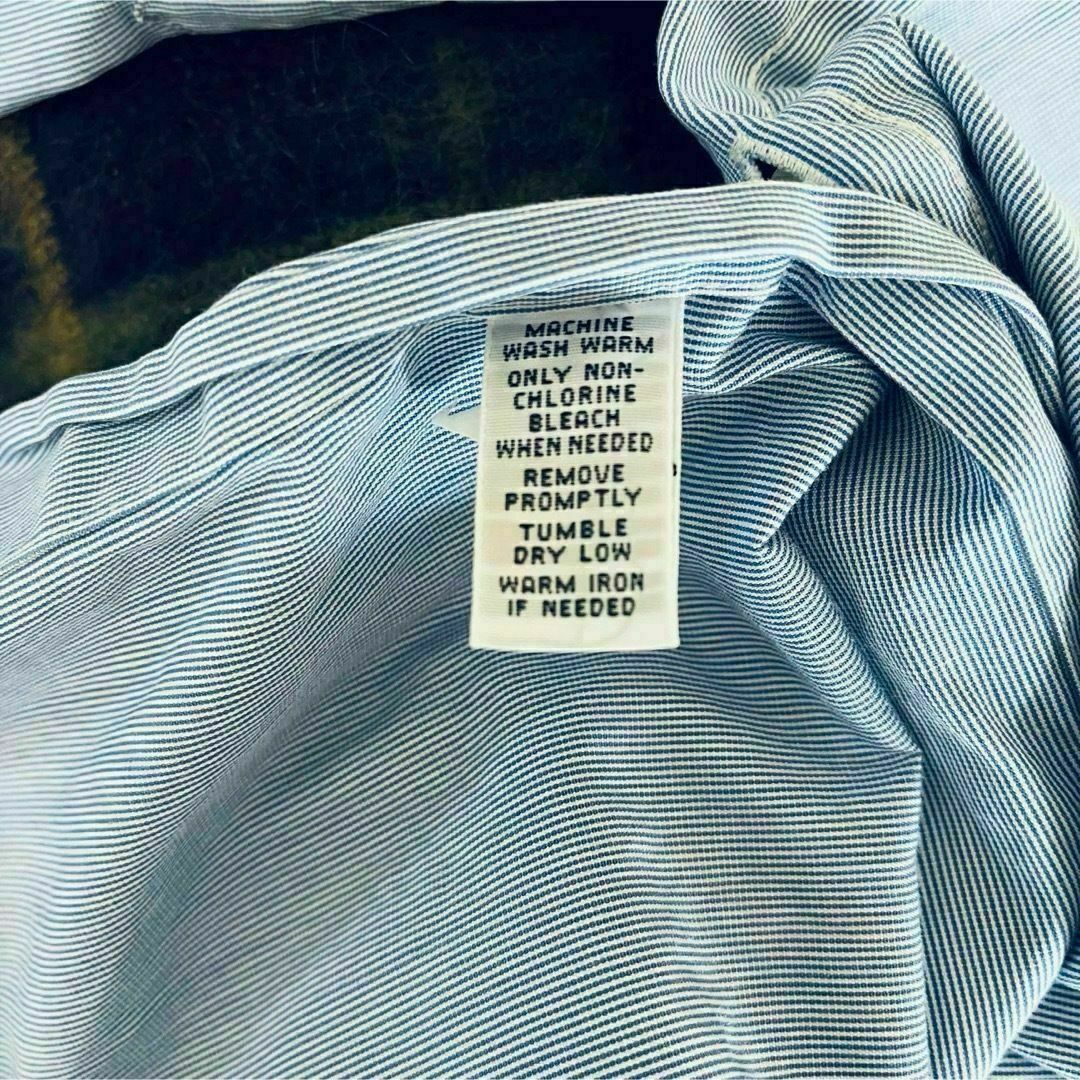 MACHINE
WASH WARM
ONLY NON-
CHLORINE
BLEACH
WHEN NEEDED
REMOVE
PROMPTLY
TUMBLE
DRY LOW
WARM IRON
IF NEEDED